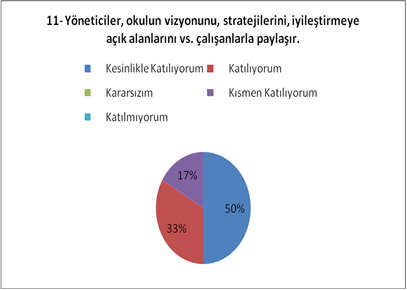 11- Yöneticiler, okulun vizyonunu, stratejilerini, iyileştirmeye
açık alanlarını vs. çalışanlarla paylaşır.
Kesinlikle Katılıyorum Katılıyorum
Kararsızım Kısmen Katılıyorum
Katılmıyorum
17%
50%
33%